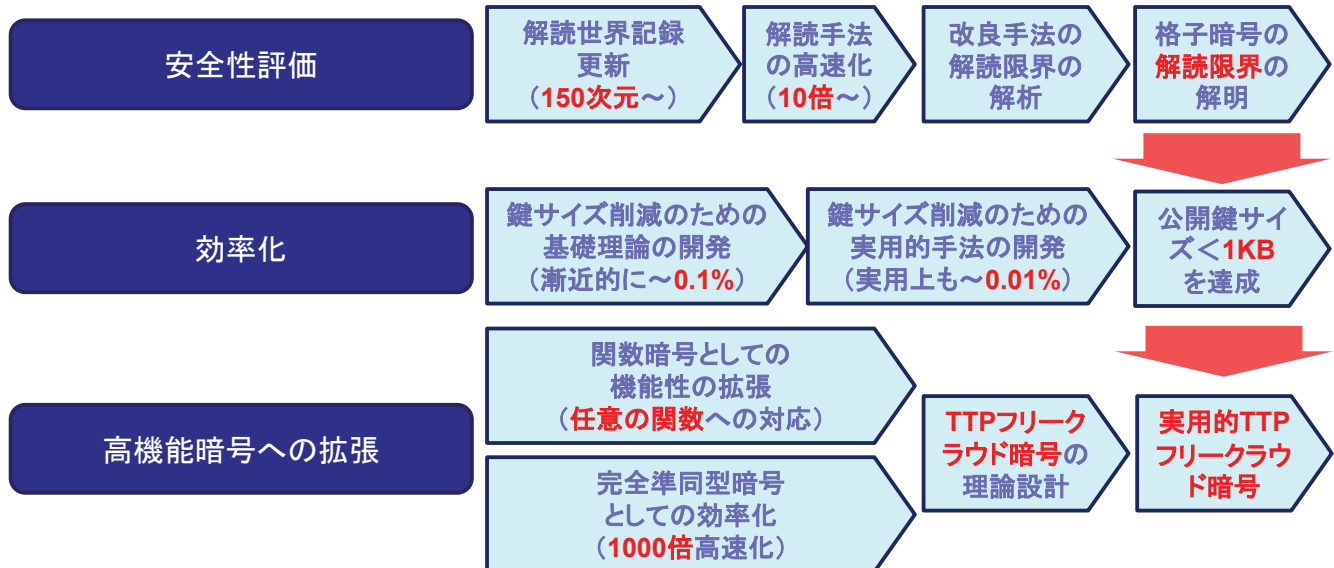 安全性評価
解読世界記録
更新
（150次元～）
解読手法
の高速化
（10倍～）
改良手法の
解読限界の
解析
格子暗号の
解読限界の
解明
効率化
鍵サイズ削減のための
基礎理論の開発
（漸近的に～0.1%）
鍵サイズ削減のための
実用的手法の開発
（実用上も～0.01%）
公開鍵サイ
ズ＜1KB
を達成
高機能暗号への拡張
関数暗号としての
機能性の拡張
（任意の関数への対応）
完全準同型暗号
としての効率化
（1000倍高速化）
TTPフリーク
ラウド暗号の
理論設計
実用的TTP
フリークラウ
ド暗号